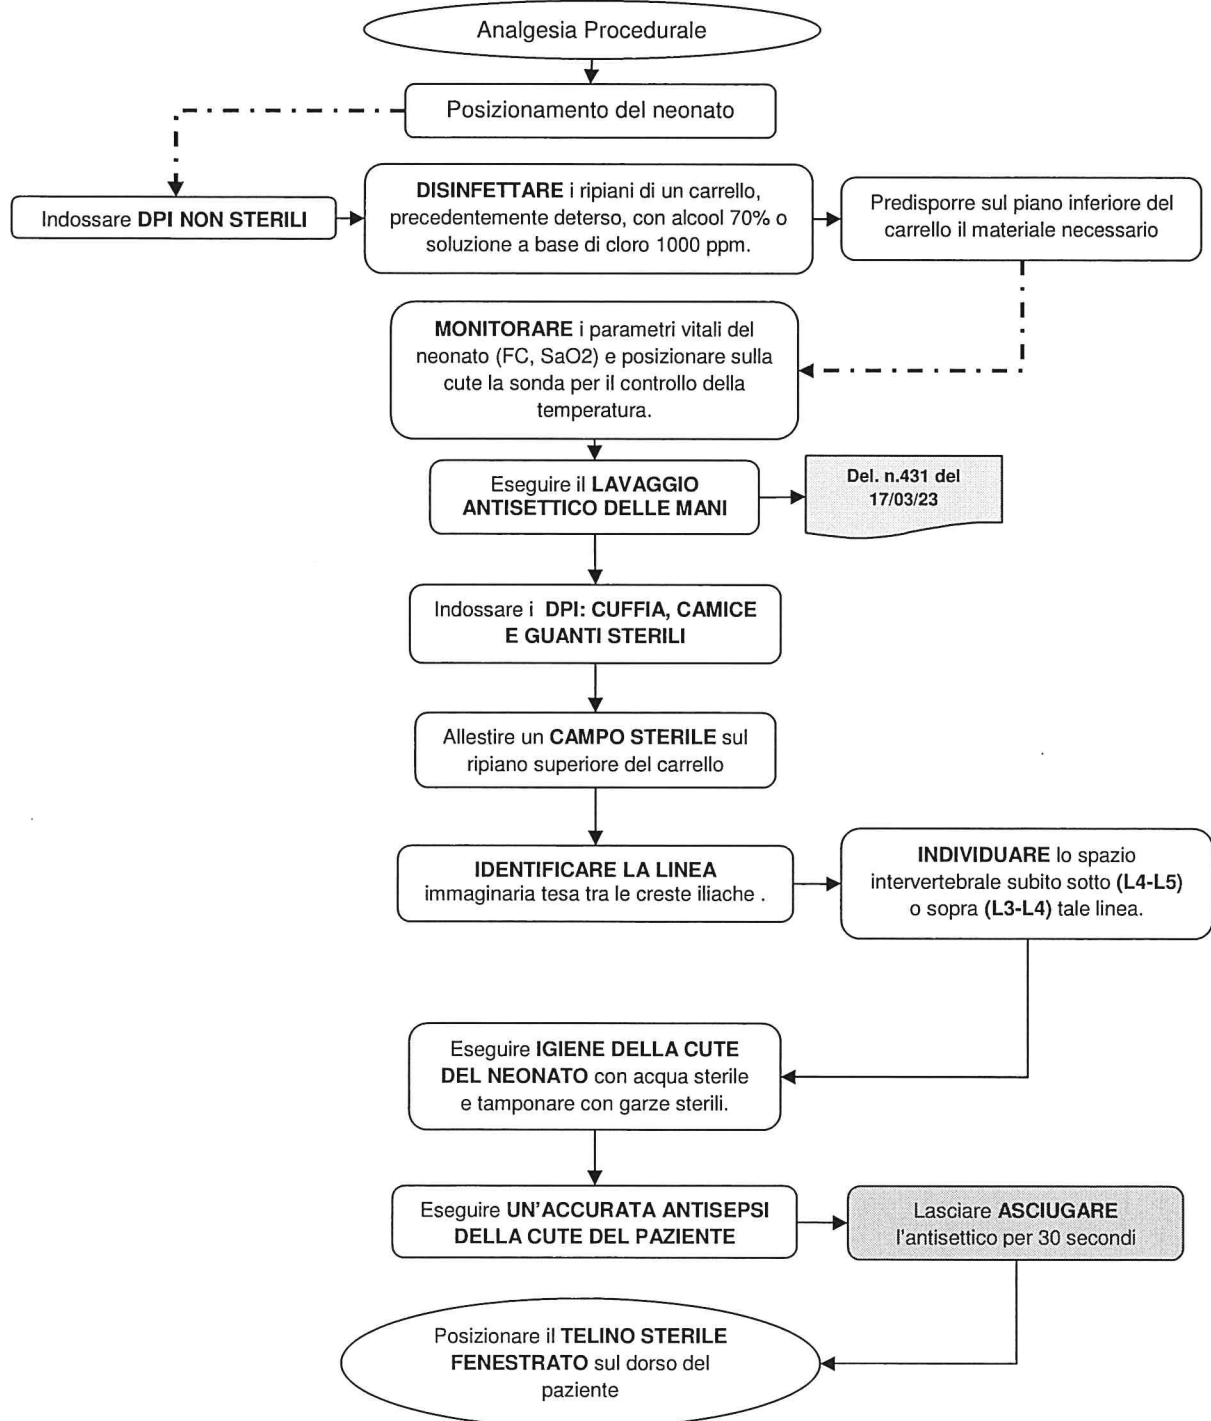 Analgesia Procedurale
Posizionamento del neonato
Indossare DPI NON STERILI
DISINFETTARE i ripiani di un carrello,
precedentemente deterso, con alcool 70% o
soluzione a base di cloro 1000 ppm.
Predisporre sul piano inferiore del
carrello il materiale necessario
MONITORARE i parametri vitali del
neonato (FC, SaO2) e posizionare sulla
cute la sonda per il controllo della
temperatura.
Eseguire il LAVAGGIO
ANTISETTICO DELLE MANI
Del. n.431 del
17/03/23
Indossare i DPI: CUFFIA, CAMICE
E GUANTI STERILI
Allestire un CAMPO STERILE sul
ripiano superiore del carrello
IDENTIFICARE LA LINEA
immaginaria tesa tra le creste iliache .
INDIVIDUARE lo spazio
intervertebrale subito sotto (L4-L5)
o sopra (L3-L4) tale linea.
Eseguire IGIENE DELLA CUTE
DEL NEONATO con acqua sterile
e tamponare con garze sterili.
Eseguire UN'ACCURATA ANTISEPSI
DELLA CUTE DEL PAZIENTE
Lasciare ASCIUGARE
l'antisettico per 30 secondi
Posizionare il TELINO STERILE
FENESTRATO sul dorso del
paziente